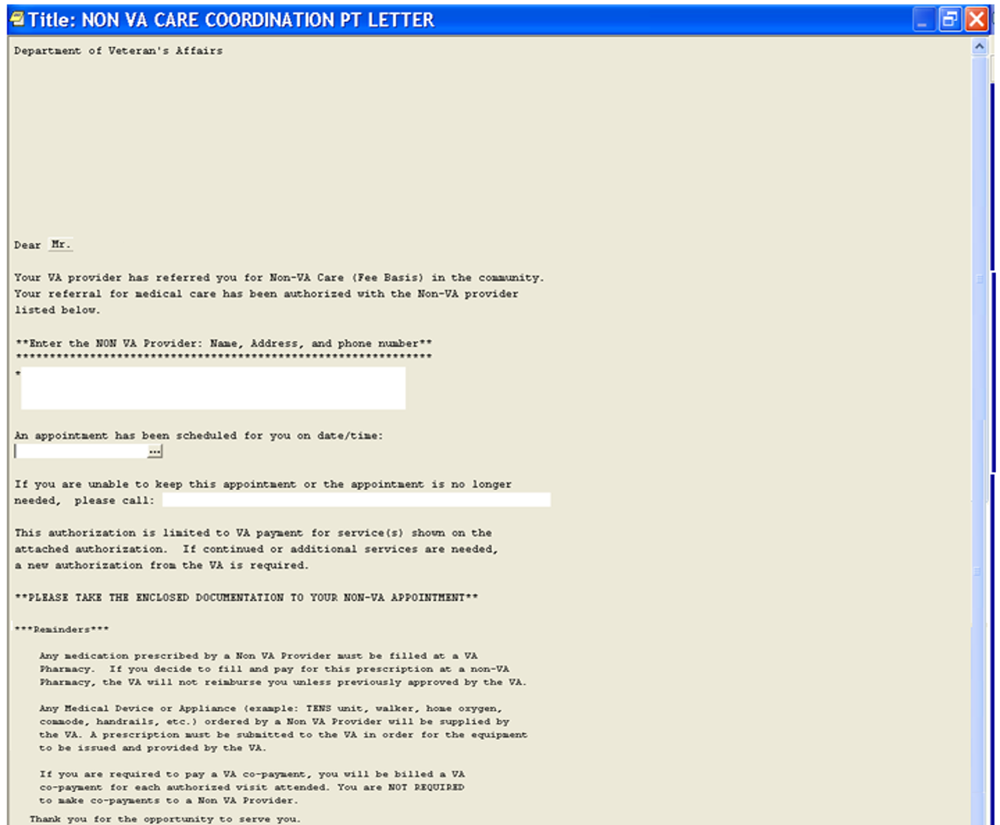 Title: NON VA CARE COORDINATION PT LETTER
Department of Veteran's Affairs
Dear Mr.
Your VA provider has referred you for Non-VA Care (Fee Basis) in the community.
Your referral for medical care has been authorized with the Non-VA provider
listed below.
**Enter the NON VA Provider: Name, Address, and phone number**
**************************************************************
*
An appointment has been scheduled for you on date/time:
...
If you are unable to keep this appointment or the appointment is no longer
needed,  please call:
This authorization is limited to VA payment for service(s) shown on the
attached authorization.  If continued or additional services are needed,
a new authorization from the VA is required.
**PLEASE TAKE THE ENCLOSED DOCUMENTATION TO YOUR NON-VA APPOINTMENT**
***Reminders***
Any medication prescribed by a Non VA Provider must be filled at a VA
Pharmacy.  If you decide to fill and pay for this prescription at a non-VA
Pharmacy, the VA will not reimburse you unless previously approved by the VA.
Any Medical Device or Appliance (example: TENS unit, walker, home oxygen,
commode, handrails, etc.) ordered by a Non VA Provider will be supplied by
the VA. A prescription must be submitted to the VA in order for the equipment
to be issued and provided by the VA.
If you are required to pay a VA co-payment, you will be billed a VA
co-payment for each authorized visit attended. You are NOT REQUIRED
to make co-payments to a Non VA Provider.
Thank you for the opportunity to serve you.